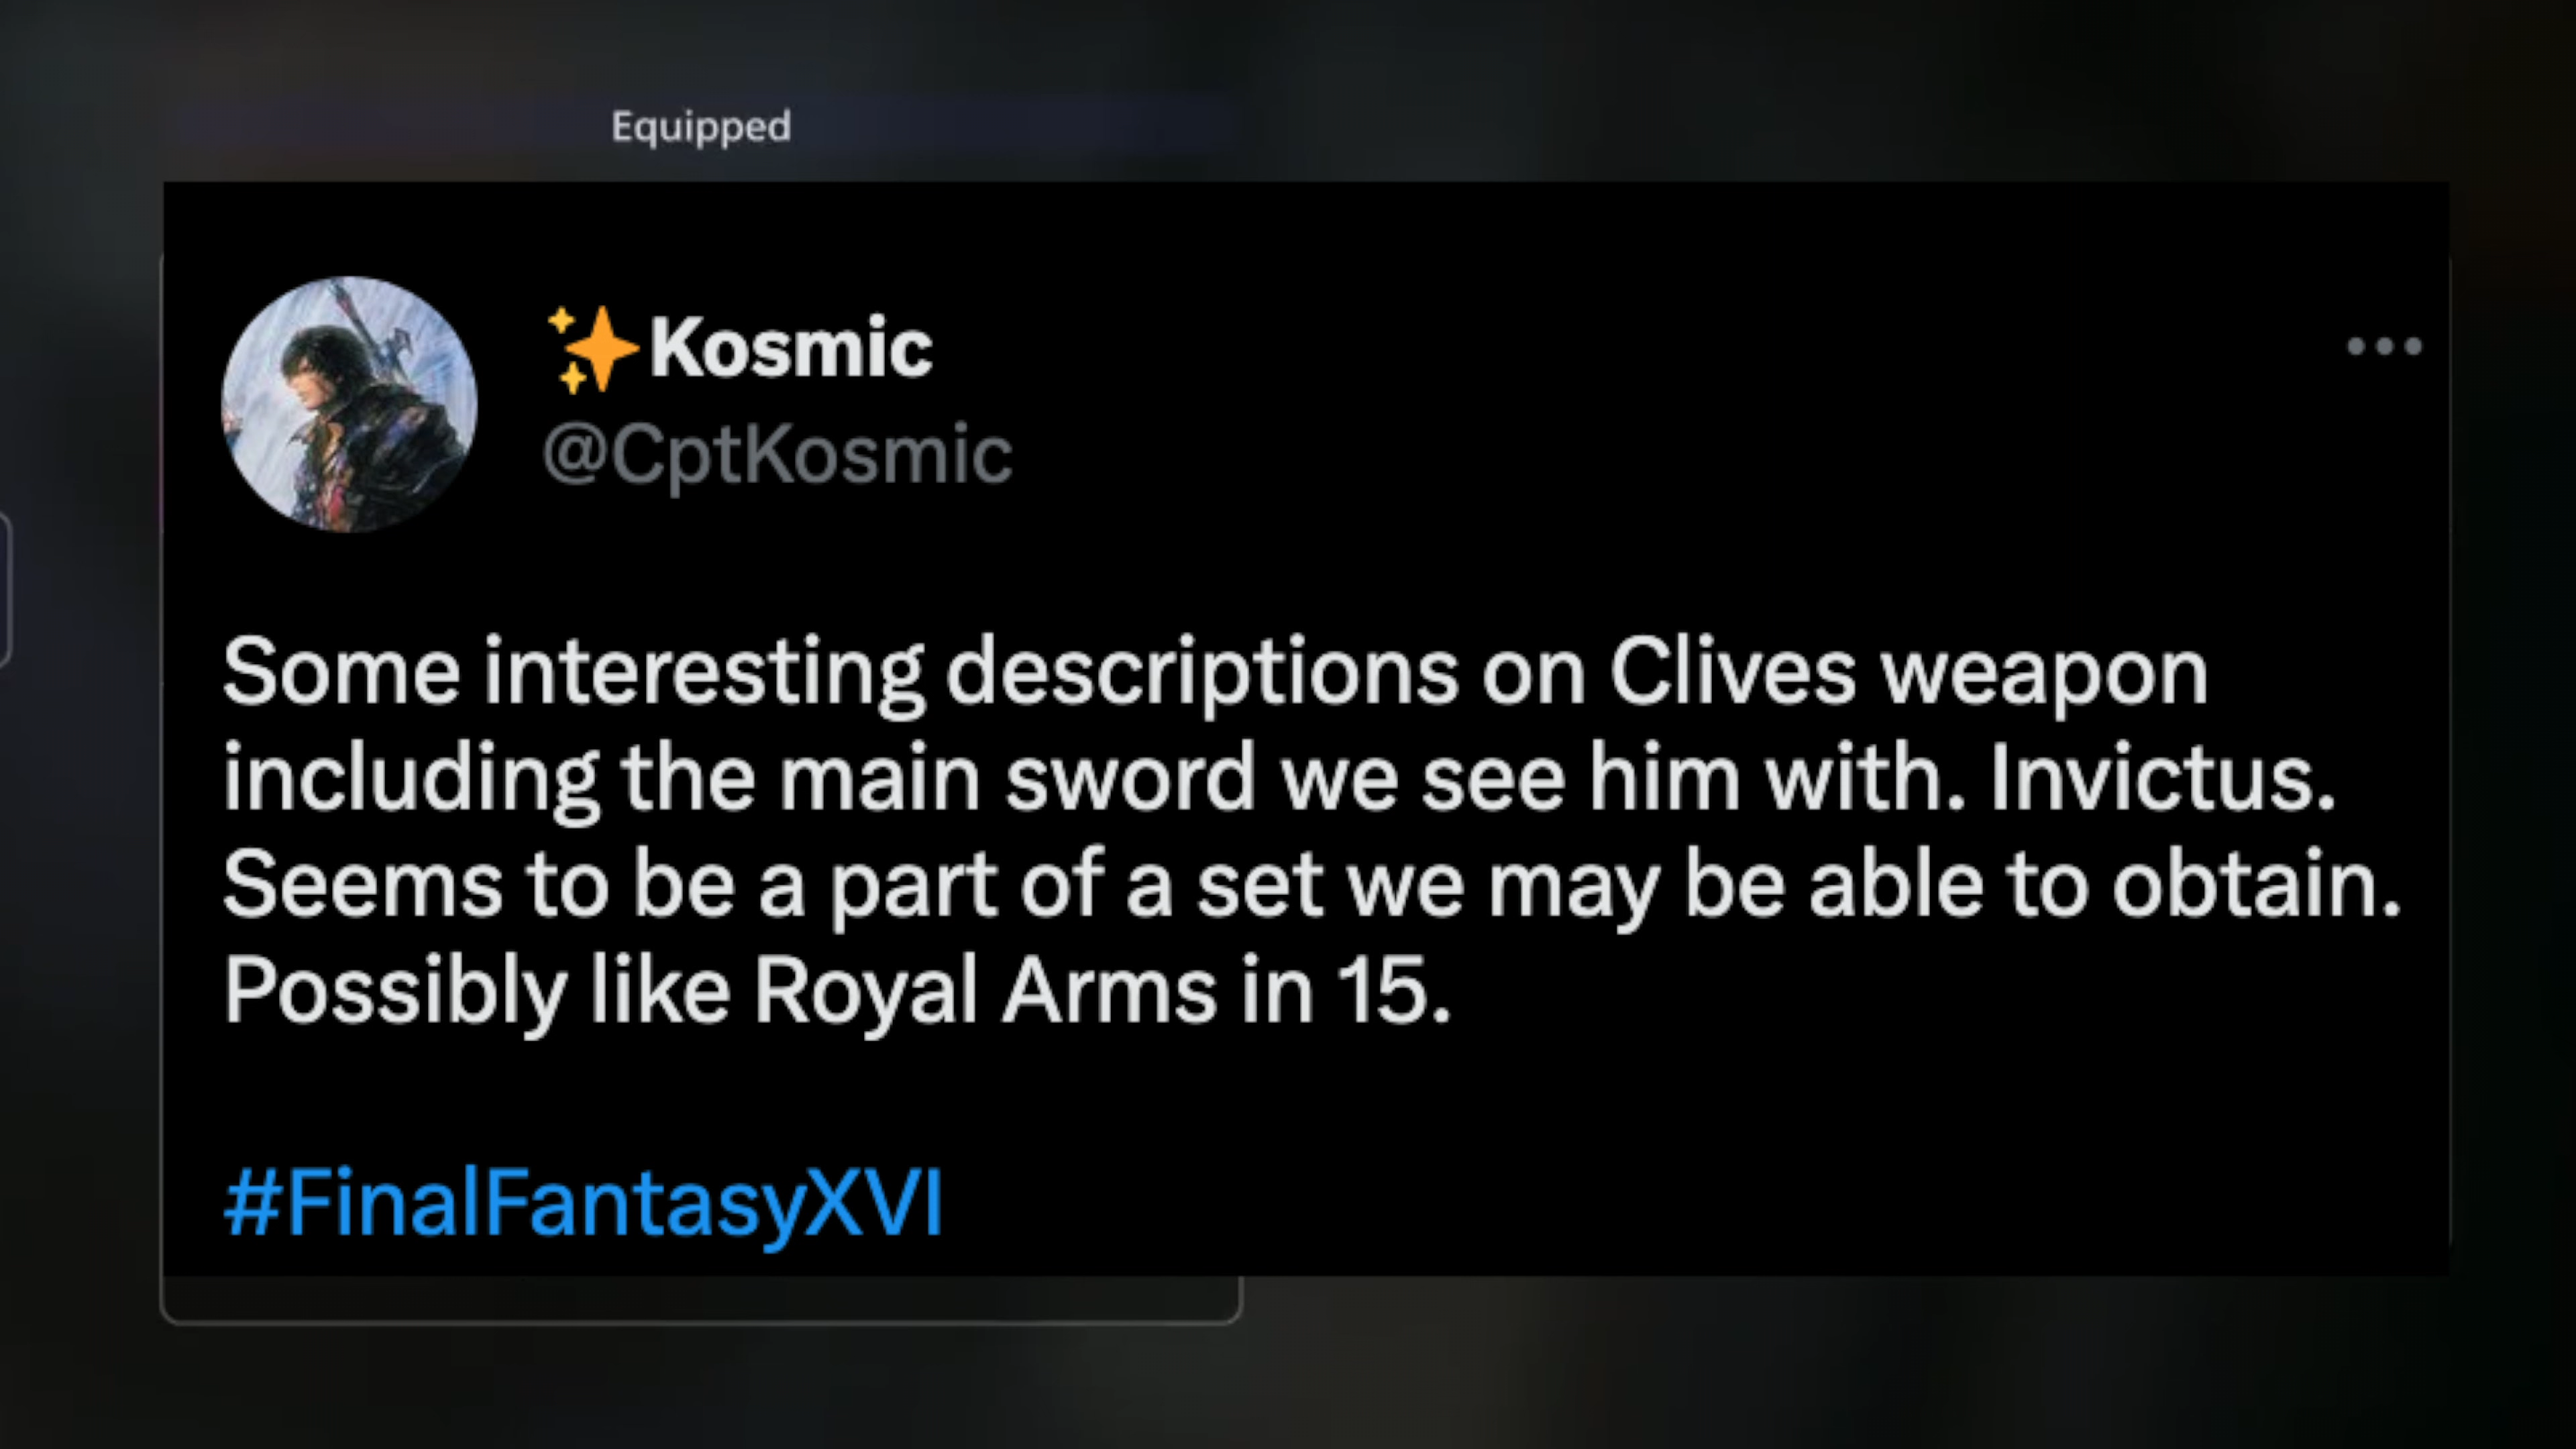 Equipped
✨Kosmic
@CptKosmic
Some interesting descriptions on Clives weapon
including the main sword we see him with. Invictus.
Seems to be a part of a set we may be able to obtain.
Possibly like Royal Arms in 15.
#FinalFantasyXVI